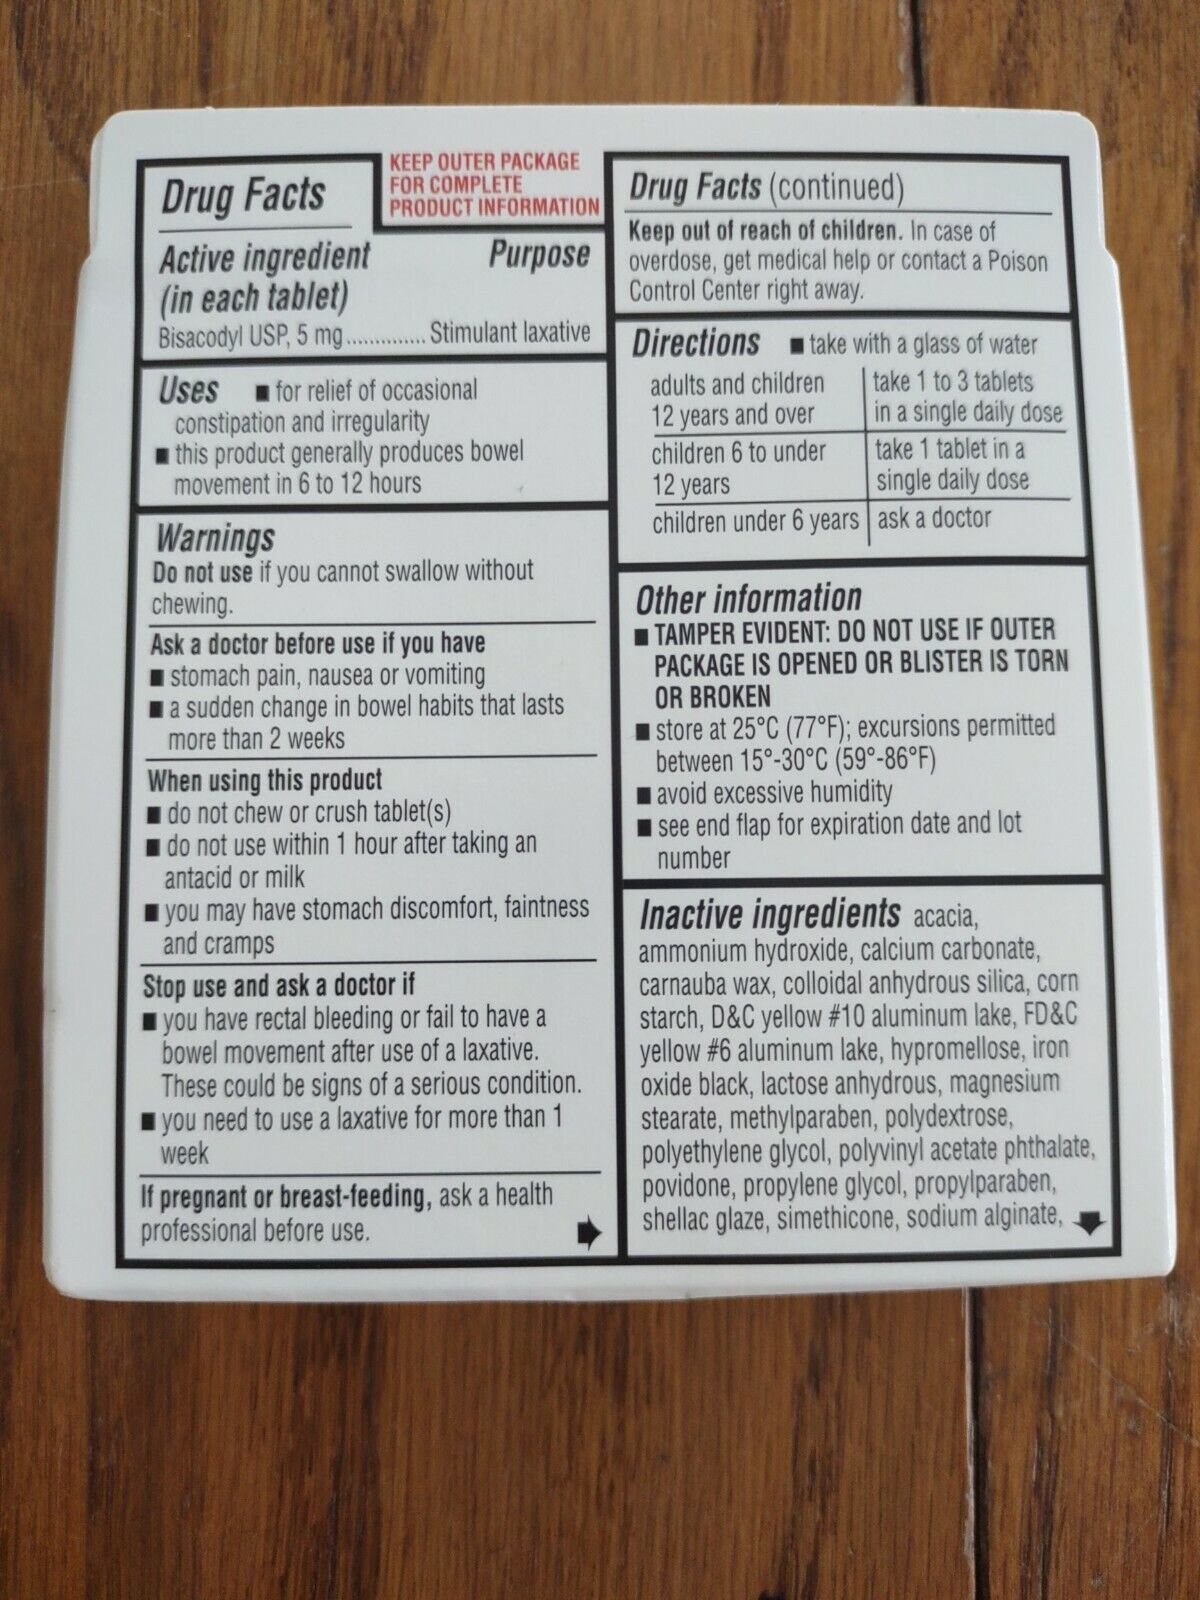 Drug Facts
KEEP OUTER PACKAGE
FOR COMPLETE
PRODUCT INFORMATION
Active ingredient Purpose
(in each tablet)
Bisacodyl USP, 5 mg.............. Stimulant laxative
Uses ■ for relief of occasional
constipation and irregularity
■ this product generally produces bowel
movement in 6 to 12 hours
Warnings
Do not use if you cannot swallow without
chewing.
Ask a doctor before use if you have
■ stomach pain, nausea or vomiting
■ a sudden change in bowel habits that lasts
more than 2 weeks
When using this product
■ do not chew or crush tablet(s)
■ do not use within 1 hour after taking an
antacid or milk
■ you may have stomach discomfort, faintness
and cramps
Stop use and ask a doctor if
■ you have rectal bleeding or fail to have a
bowel movement after use of a laxative.
These could be signs of a serious condition.
■ you need to use a laxative for more than 1
week
If pregnant or breast-feeding, ask a health
professional before use.
Drug Facts (continued)
Keep out of reach of children. In case of
overdose, get medical help or contact a Poison
Control Center right away.
Directions ■ take with a glass of water
adults and children take 1 to 3 tablets
12 years and over in a single daily dose
children 6 to under take 1 tablet in a
12 years single daily dose
children under 6 years ask a doctor
Other information
■ TAMPER EVIDENT: DO NOT USE IF OUTER
PACKAGE IS OPENED OR BLISTER IS TORN
OR BROKEN
■ store at 25°C (77°F); excursions permitted
between 15°-30°C (59°-86°F)
■ avoid excessive humidity
■ see end flap for expiration date and lot
number
Inactive ingredients acacia,
ammonium hydroxide, calcium carbonate,
carnauba wax, colloidal anhydrous silica, corn
starch, D&C yellow #10 aluminum lake, FD&C
yellow #6 aluminum lake, hypromellose, iron
oxide black, lactose anhydrous, magnesium
stearate, methylparaben, polydextrose,
polyethylene glycol, polyvinyl acetate phthalate,
povidone, propylene glycol, propylparaben,
shellac glaze, simethicone, sodium alginate,